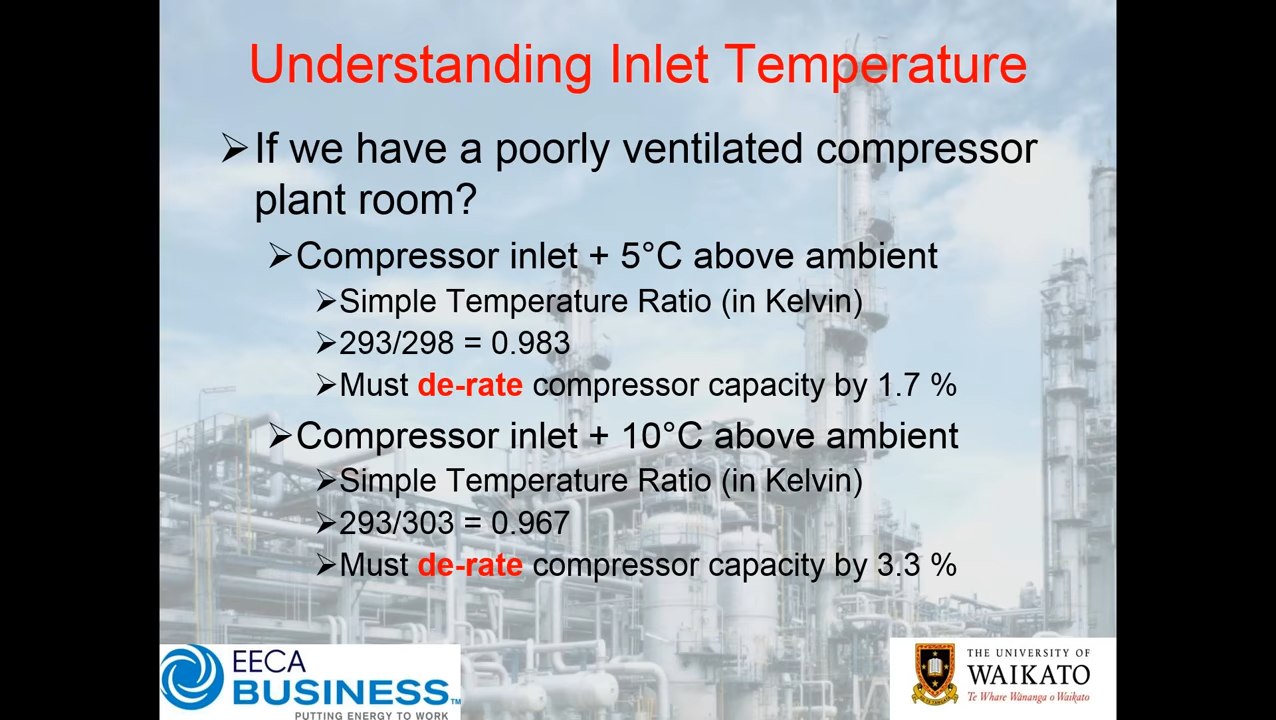 Understanding Inlet Temperature
➢If we have a poorly ventilated compressor
plant room?
➢Compressor inlet + 5°C above ambient
➢Simple Temperature Ratio (in Kelvin)
➢293/298 = 0.983
➢Must de-rate compressor capacity by 1.7 %
➢Compressor inlet + 10°C above ambient
➢Simple Temperature Ratio (in Kelvin)
➢293/303 = 0.967
➢Must de-rate compressor capacity by 3.3 %
EECA
BUSINESS™
PUTTING ENERGY TO WORK
THE UNIVERSITY OF
WAIKATO
Te Whare Wānanga o Waikato